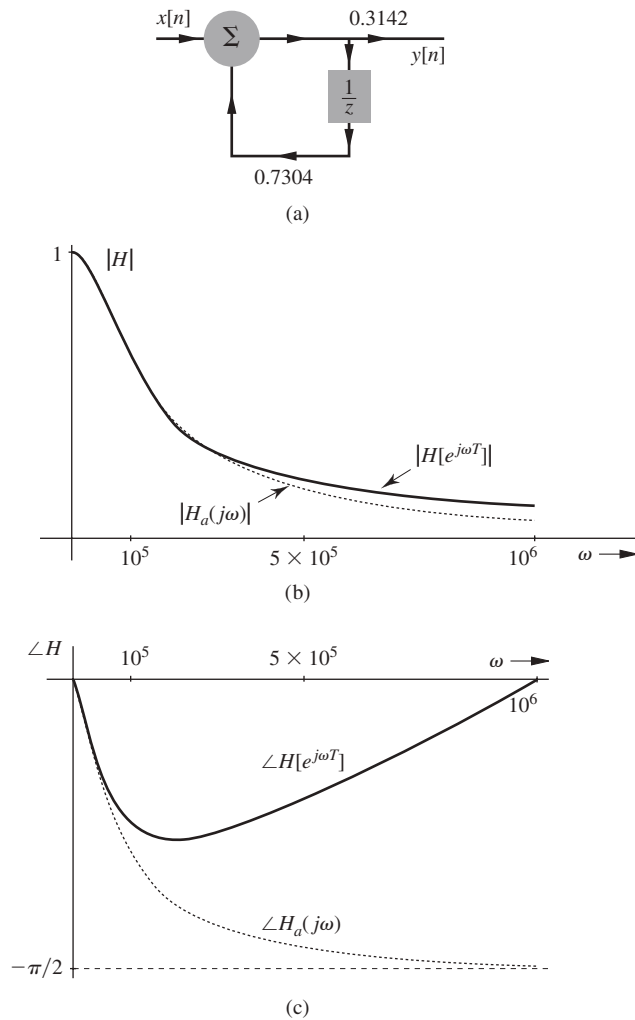 x[n]
Σ
0.3142
y[n]
1/z
0.7304
(a)
1
|H|
|H[e^{jωT}]|
|H_a(jω)|
10^5
5 × 10^5
10^6
ω
(b)
∠H
10^5
5 × 10^5
ω
10^6
∠H[e^{jωT}]
∠H_a(jω)
−π/2
(c)